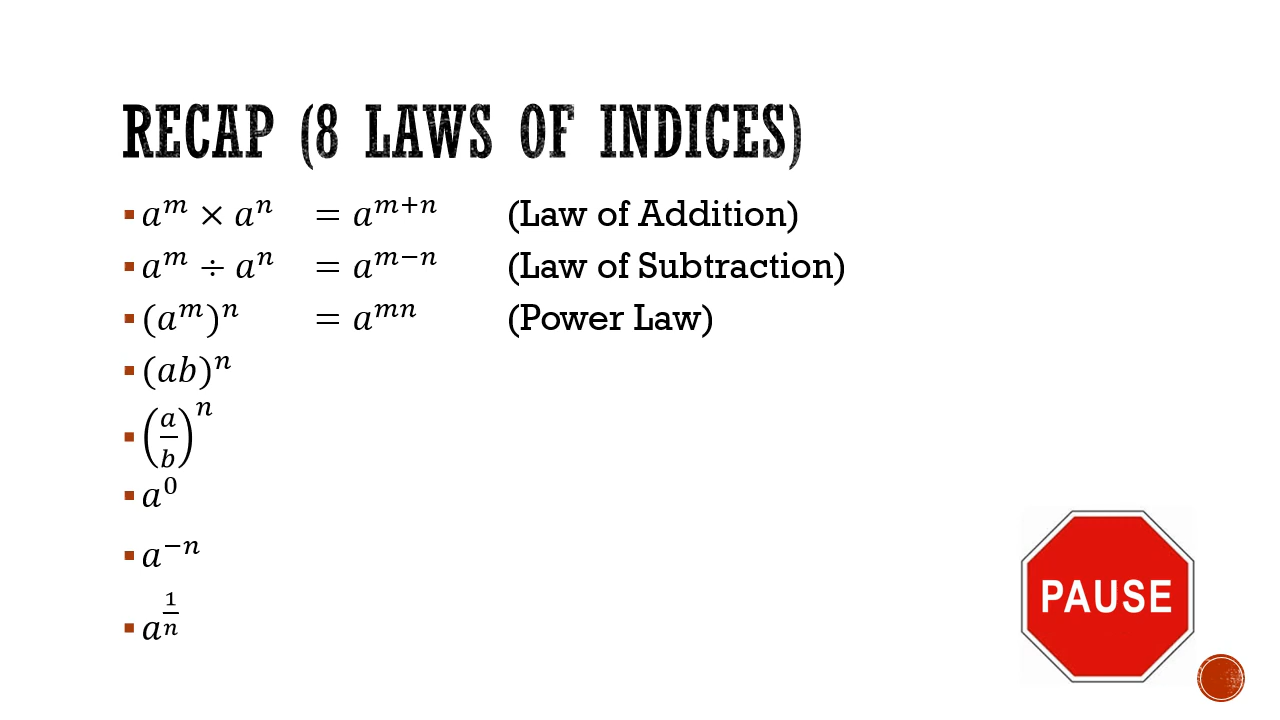 RECAP (8 LAWS OF INDICES)
▪ a^m × a^n = a^{m+n} (Law of Addition)
▪ a^m ÷ a^n = a^{m−n} (Law of Subtraction)
▪ (a^m)^n = a^{mn} (Power Law)
▪ (ab)^n
▪ (a/b)^n
▪ a^0
▪ a^{−n}
▪ a^{1/n}
PAUSE